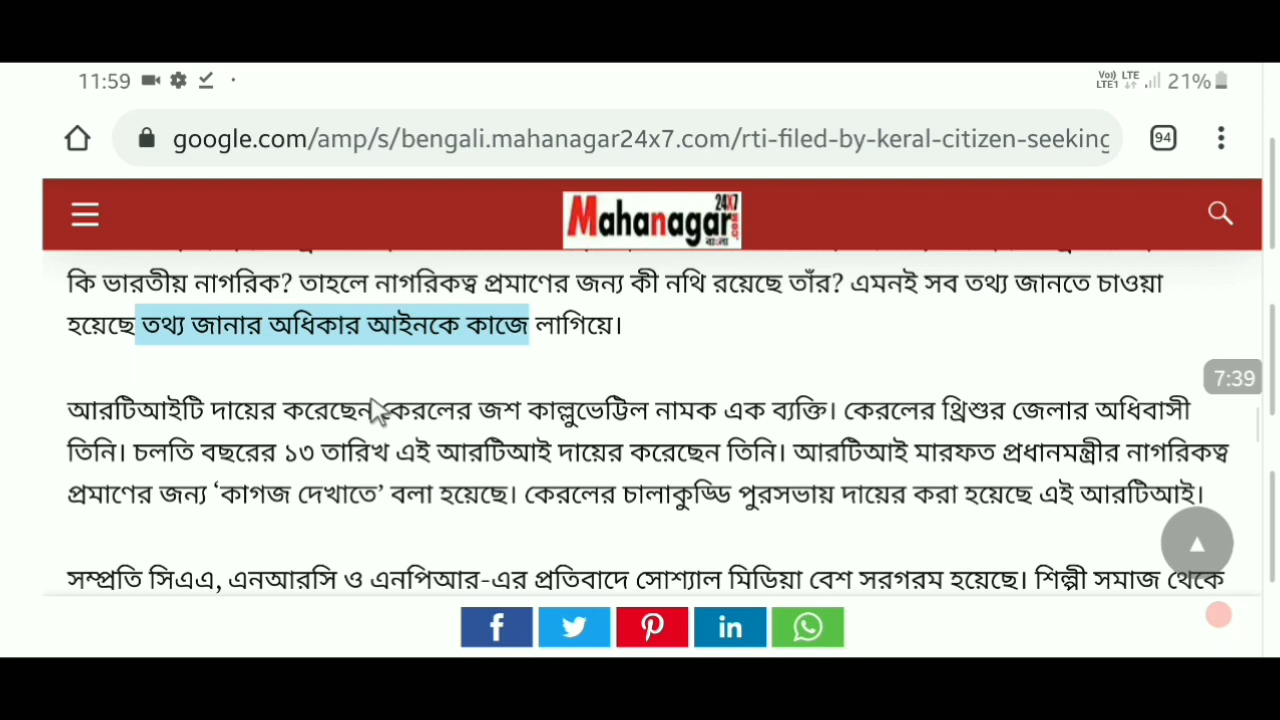 11:59
Vo) LTE
LTE1
21%
google.com/amp/s/bengali.mahanagar24x7.com/rti-filed-by-keral-citizen-seeking
94
Mahanagar 24x7 .com বাংলা
কি ভারতীয় নাগরিক? তাহলে নাগরিকত্ব প্রমাণের জন্য কী নথি রয়েছে তাঁর? এমনই সব তথ্য জানতে চাওয়া
হয়েছে তথ্য জানার অধিকার আইনকে কাজে লাগিয়ে।
7:39
আরটিআইটি দায়ের করেছেন কেরলের জশ কাল্লুভেট্টিল নামক এক ব্যক্তি। কেরলের থ্রিশুর জেলার অধিবাসী
তিনি। চলতি বছরের ১৩ তারিখ এই আরটিআই দায়ের করেছেন তিনি। আরটিআই মারফত প্রধানমন্ত্রীর নাগরিকত্ব
প্রমাণের জন্য ‘কাগজ দেখাতে’ বলা হয়েছে। কেরলের চালাকুড্ডি পুরসভায় দায়ের করা হয়েছে এই আরটিআই।
সম্প্রতি সিএএ, এনআরসি ও এনপিআর-এর প্রতিবাদে সোশ্যাল মিডিয়া বেশ সরগরম হয়েছে। শিল্পী সমাজ থেকে